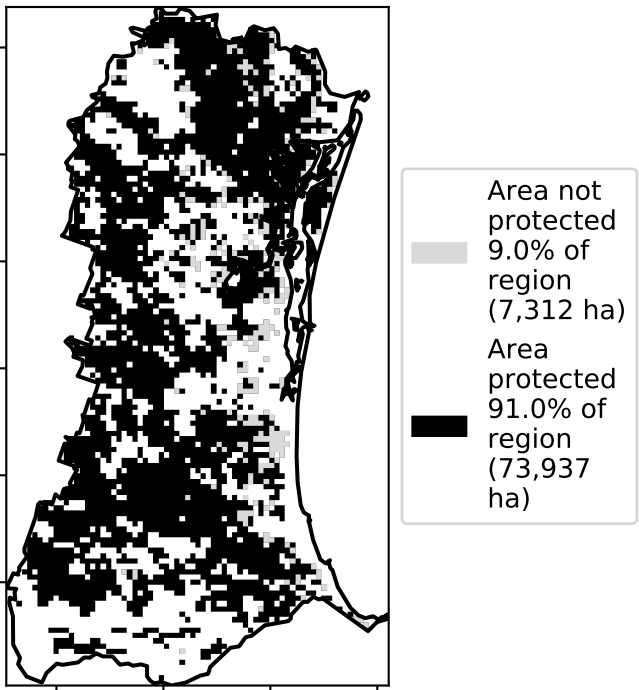 Area not
protected
9.0% of
region
(7,312 ha)
Area
protected
91.0% of
region
(73,937
ha)